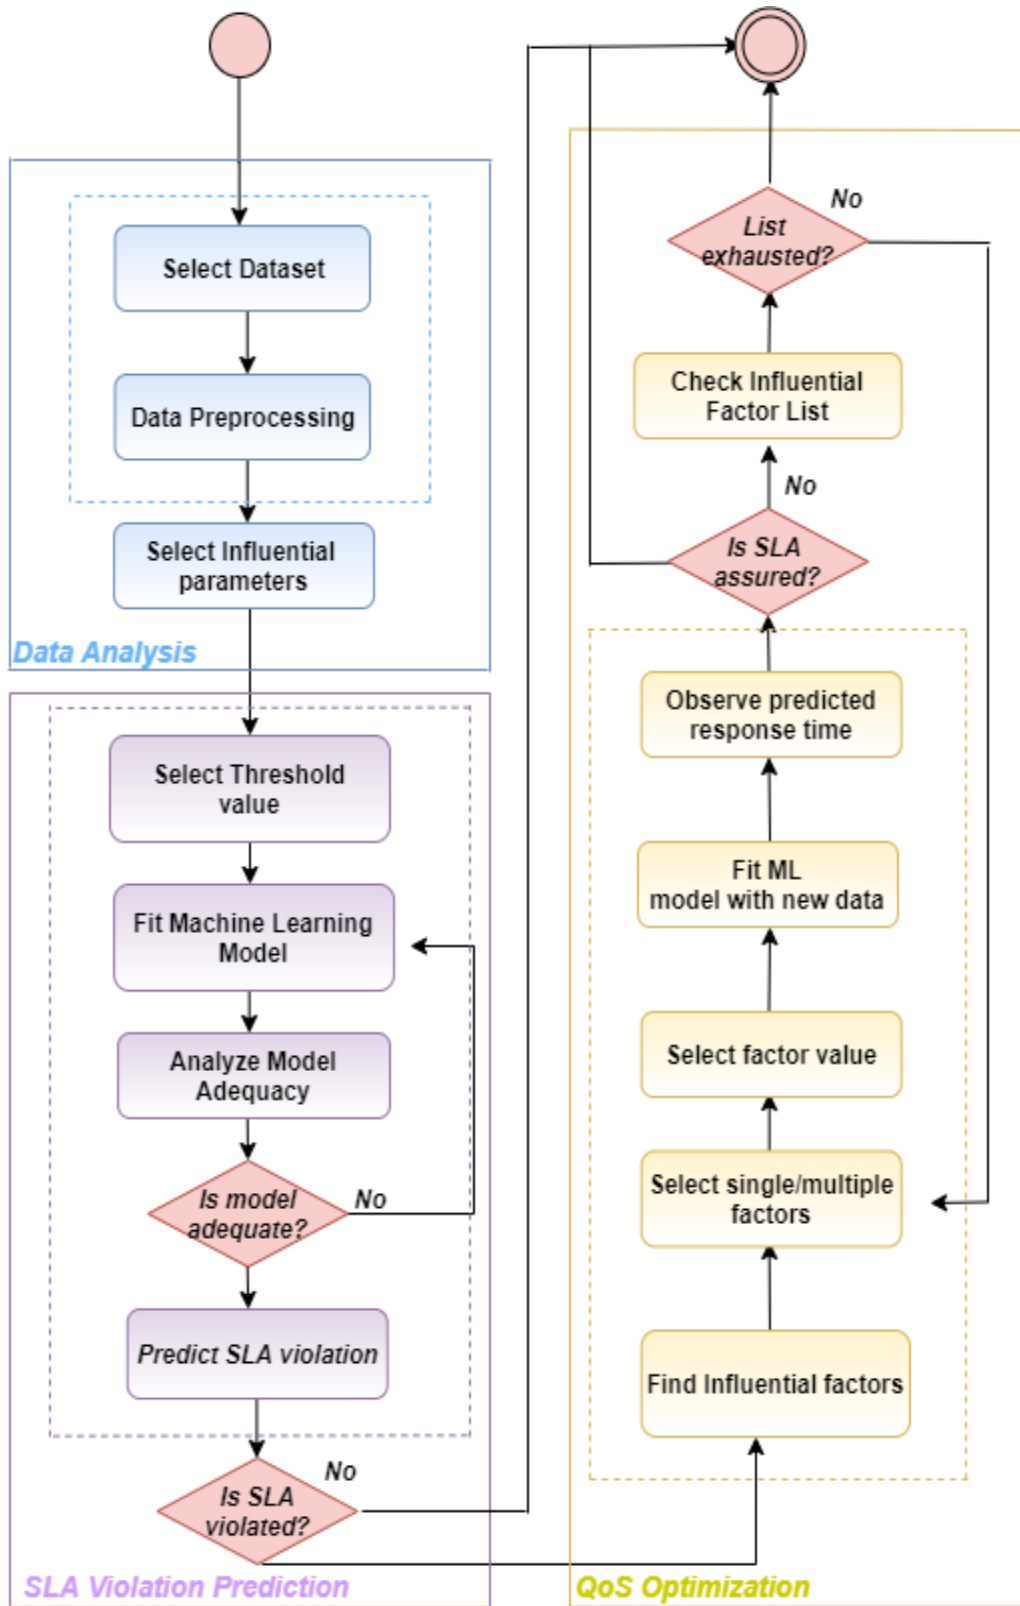 Select Dataset
Data Preprocessing
Select Influential
parameters
Data Analysis
Select Threshold
value
Fit Machine Learning
Model
Analyze Model
Adequacy
Is model
adequate?
No
Predict SLA violation
No
Is SLA
violated?
SLA Violation Prediction
No
List
exhausted?
Check Influential
Factor List
No
Is SLA
assured?
Observe predicted
response time
Fit ML
model with new data
Select factor value
Select single/multiple
factors
Find Influential factors
QoS Optimization